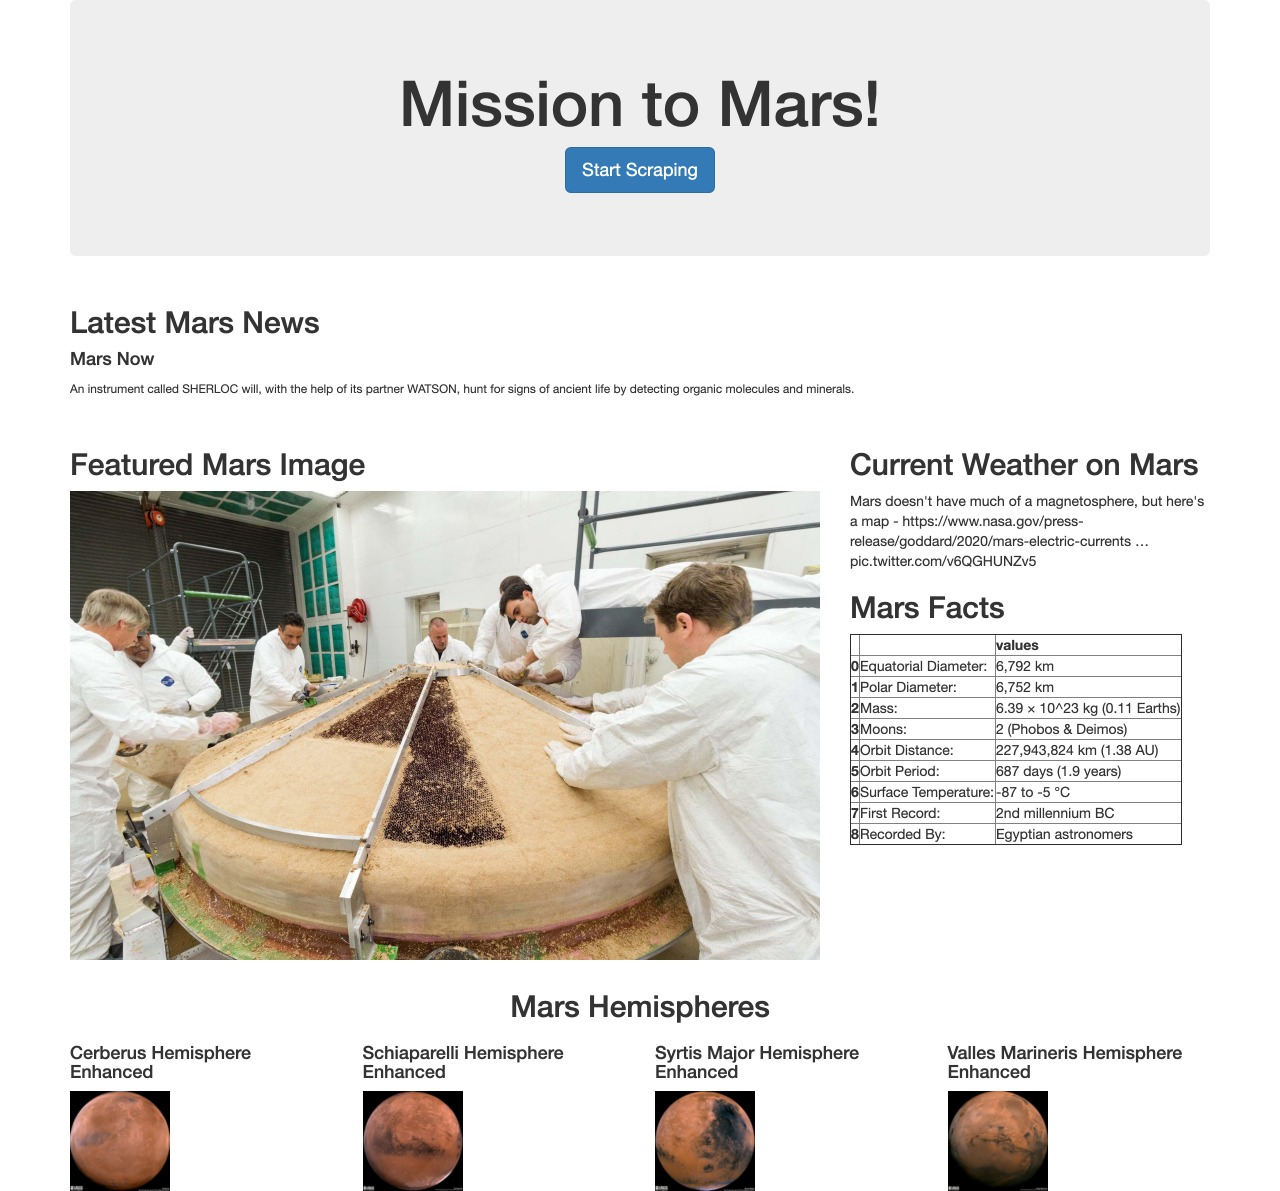 Mission to Mars!
Start Scraping
Latest Mars News
Mars Now
An instrument called SHERLOC will, with the help of its partner WATSON, hunt for signs of ancient life by detecting organic molecules and minerals.
Featured Mars Image
Current Weather on Mars
Mars doesn't have much of a magnetosphere, but here's
a map - https://www.nasa.gov/press-
release/goddard/2020/mars-electric-currents …
pic.twitter.com/v6QGHUNZv5
Mars Facts
values
0 Equatorial Diameter: 6,792 km
1 Polar Diameter: 6,752 km
2 Mass: 6.39 × 10^23 kg (0.11 Earths)
3 Moons: 2 (Phobos & Deimos)
4 Orbit Distance: 227,943,824 km (1.38 AU)
5 Orbit Period: 687 days (1.9 years)
6 Surface Temperature: -87 to -5 °C
7 First Record: 2nd millennium BC
8 Recorded By: Egyptian astronomers
Mars Hemispheres
Cerberus Hemisphere
Enhanced
Schiaparelli Hemisphere
Enhanced
Syrtis Major Hemisphere
Enhanced
Valles Marineris Hemisphere
Enhanced